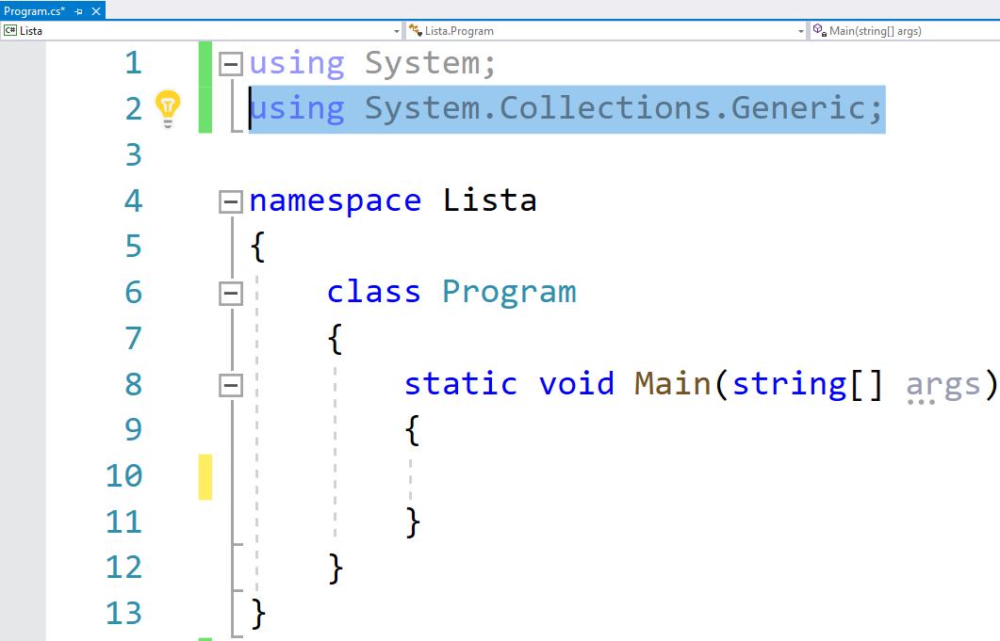 Program.cs*
C# Lista
Lista.Program
Main(string[] args)
1 using System;
2 using System.Collections.Generic;
3
4 namespace Lista
5 {
6 class Program
7 {
8 static void Main(string[] args)
9 {
10
11 }
12 }
13 }